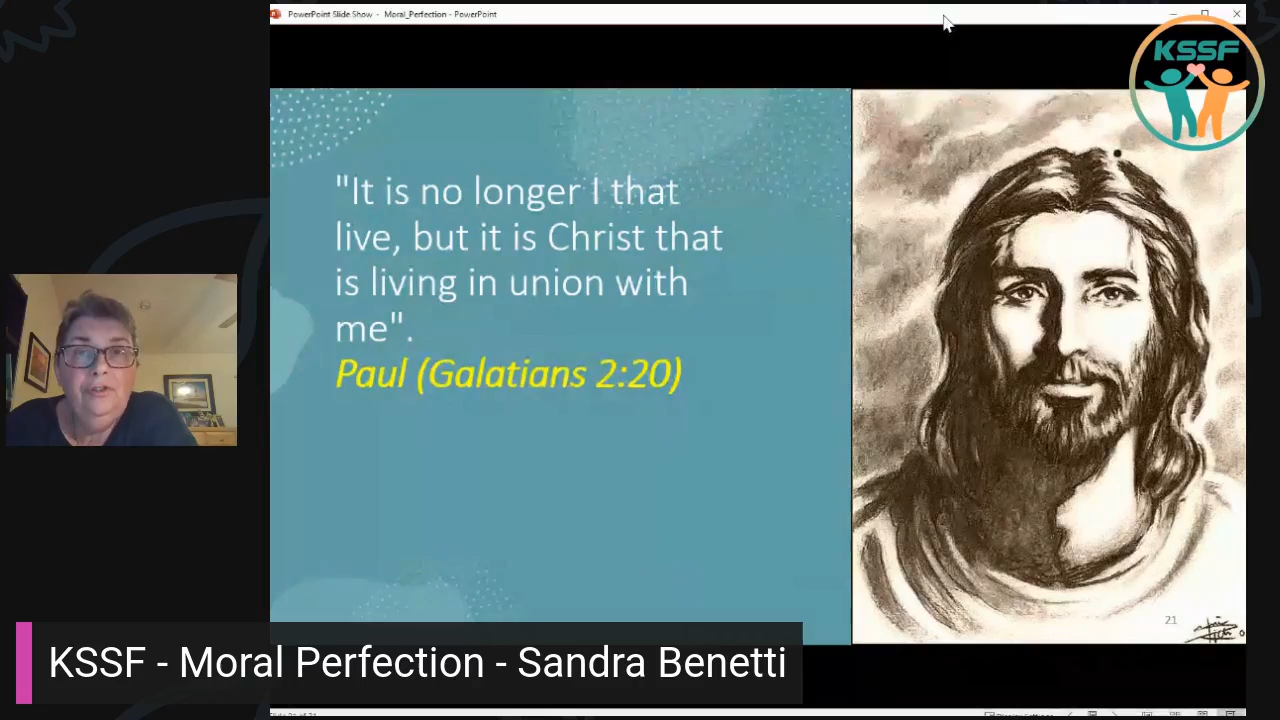 PowerPoint Slide Show - Moral_Perfection - PowerPoint
KSSF
"It is no longer I that
live, but it is Christ that
is living in union with
me".
Paul (Galatians 2:20)
21
KSSF - Moral Perfection - Sandra Benetti